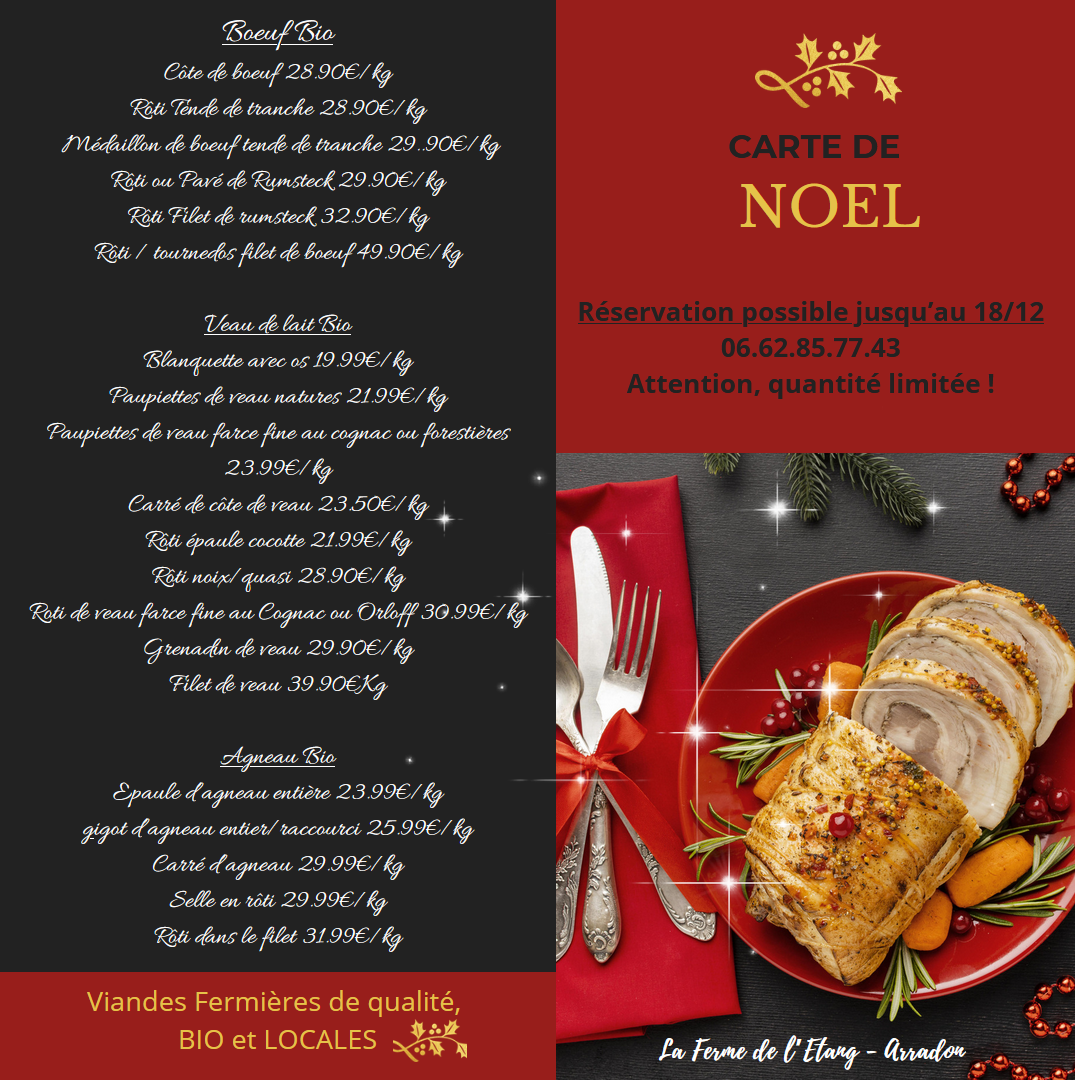 Boeuf Bio
Côte de boeuf 28.90€/kg
Rôti Tende de tranche 28.90€/kg
Médaillon de boeuf tende de tranche 29..90€/kg
Rôti ou Pavé de Rumsteck 29.90€/kg
Rôti Filet de rumsteck 32.90€/kg
Rôti / tournedos filet de boeuf 49.90€/kg
Veau de lait Bio
Blanquette avec os 19.99€/kg
Paupiettes de veau natures 21.99€/kg
Paupiettes de veau farce fine au cognac ou forestières
23.99€/kg
Carré de côte de veau 23.50€/kg
Rôti épaule cocotte 21.99€/kg
Rôti noix/quasi 28.90€/kg
Roti de veau farce fine au Cognac ou Orloff 30.99€/kg
Grenadin de veau 29.90€/kg
Filet de veau 39.90€Kg
Agneau Bio
Epaule d'agneau entière 23.99€/kg
gigot d'agneau entier/raccourci 25.99€/kg
Carré d'agneau 29.99€/kg
Selle en rôti 29.99€/kg
Rôti dans le filet 31.99€/kg
Viandes Fermières de qualité,
BIO et LOCALES
CARTE DE
NOEL
Réservation possible jusqu’au 18/12
06.62.85.77.43
Attention, quantité limitée !
La Ferme de l'Etang - Arradon